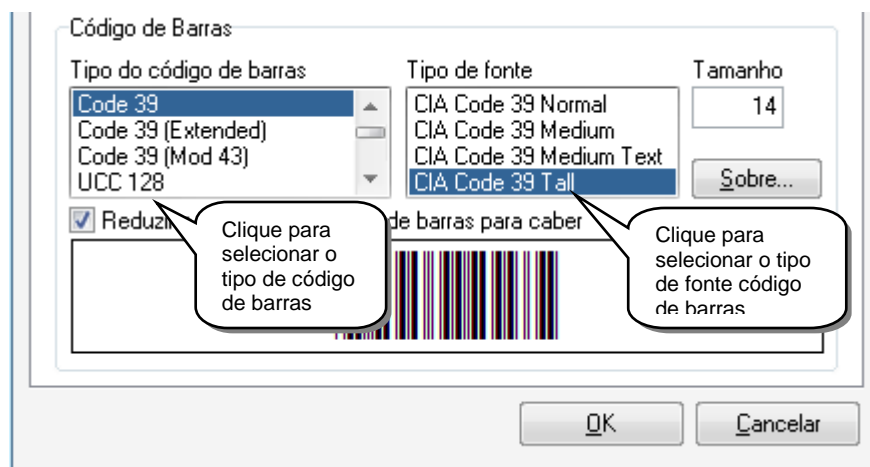 Código de Barras
Tipo do código de barras
Tipo de fonte
Tamanho
Code 39
Code 39 (Extended)
Code 39 (Mod 43)
UCC 128
CIA Code 39 Normal
CIA Code 39 Medium
CIA Code 39 Medium Text
CIA Code 39 Tall
14
Sobre...
de barras para caber
Clique para
selecionar o
tipo de código
de barras
Clique para
selecionar o tipo
de fonte código
de barras
OK
Cancelar